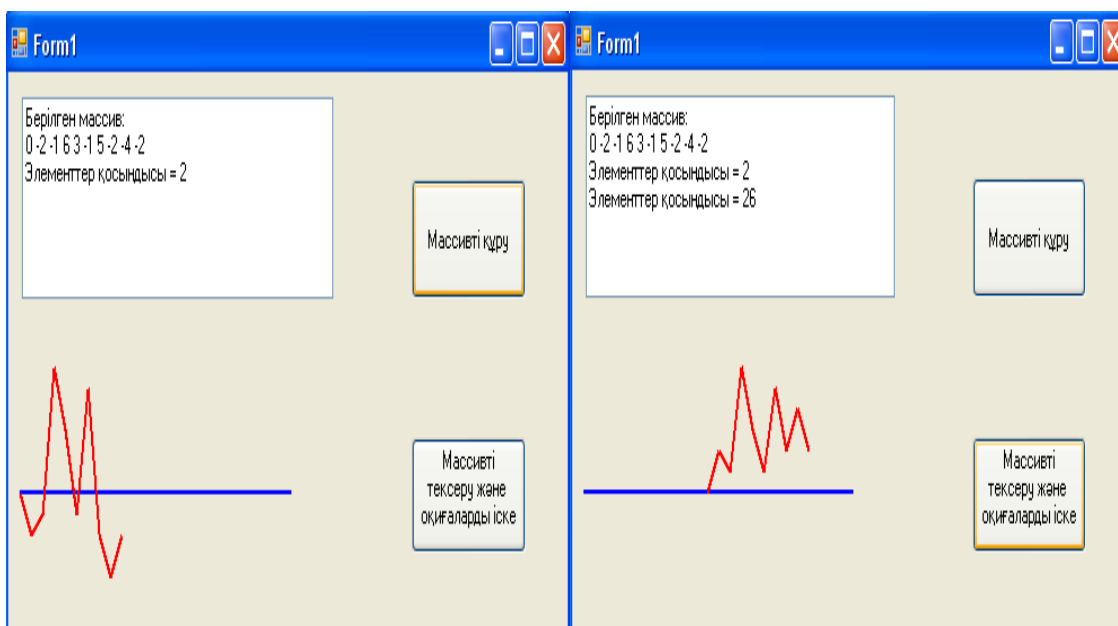 Form1
Берілген массив:
0 -2 -1 6 3 -1 5 -2 -4 -2
Элементтер қосындысы = 2
Массивті құру
Массивті
тексеру және
оқиғаларды іске
Form1
Берілген массив:
0 -2 -1 6 3 -1 5 -2 -4 -2
Элементтер қосындысы = 2
Элементтер қосындысы = 26
Массивті құру
Массивті
тексеру және
оқиғаларды іске